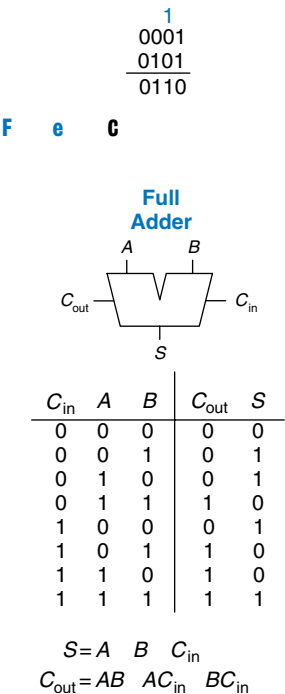 1
0001
0101
0110
F e C
Full
Adder
A B
Cout Cin
S
Cin A B Cout S
0 0 0 0 0
0 0 1 0 1
0 1 0 0 1
0 1 1 1 0
1 0 0 0 1
1 0 1 1 0
1 1 0 1 0
1 1 1 1 1
S = A B Cin
Cout = AB ACin BCin